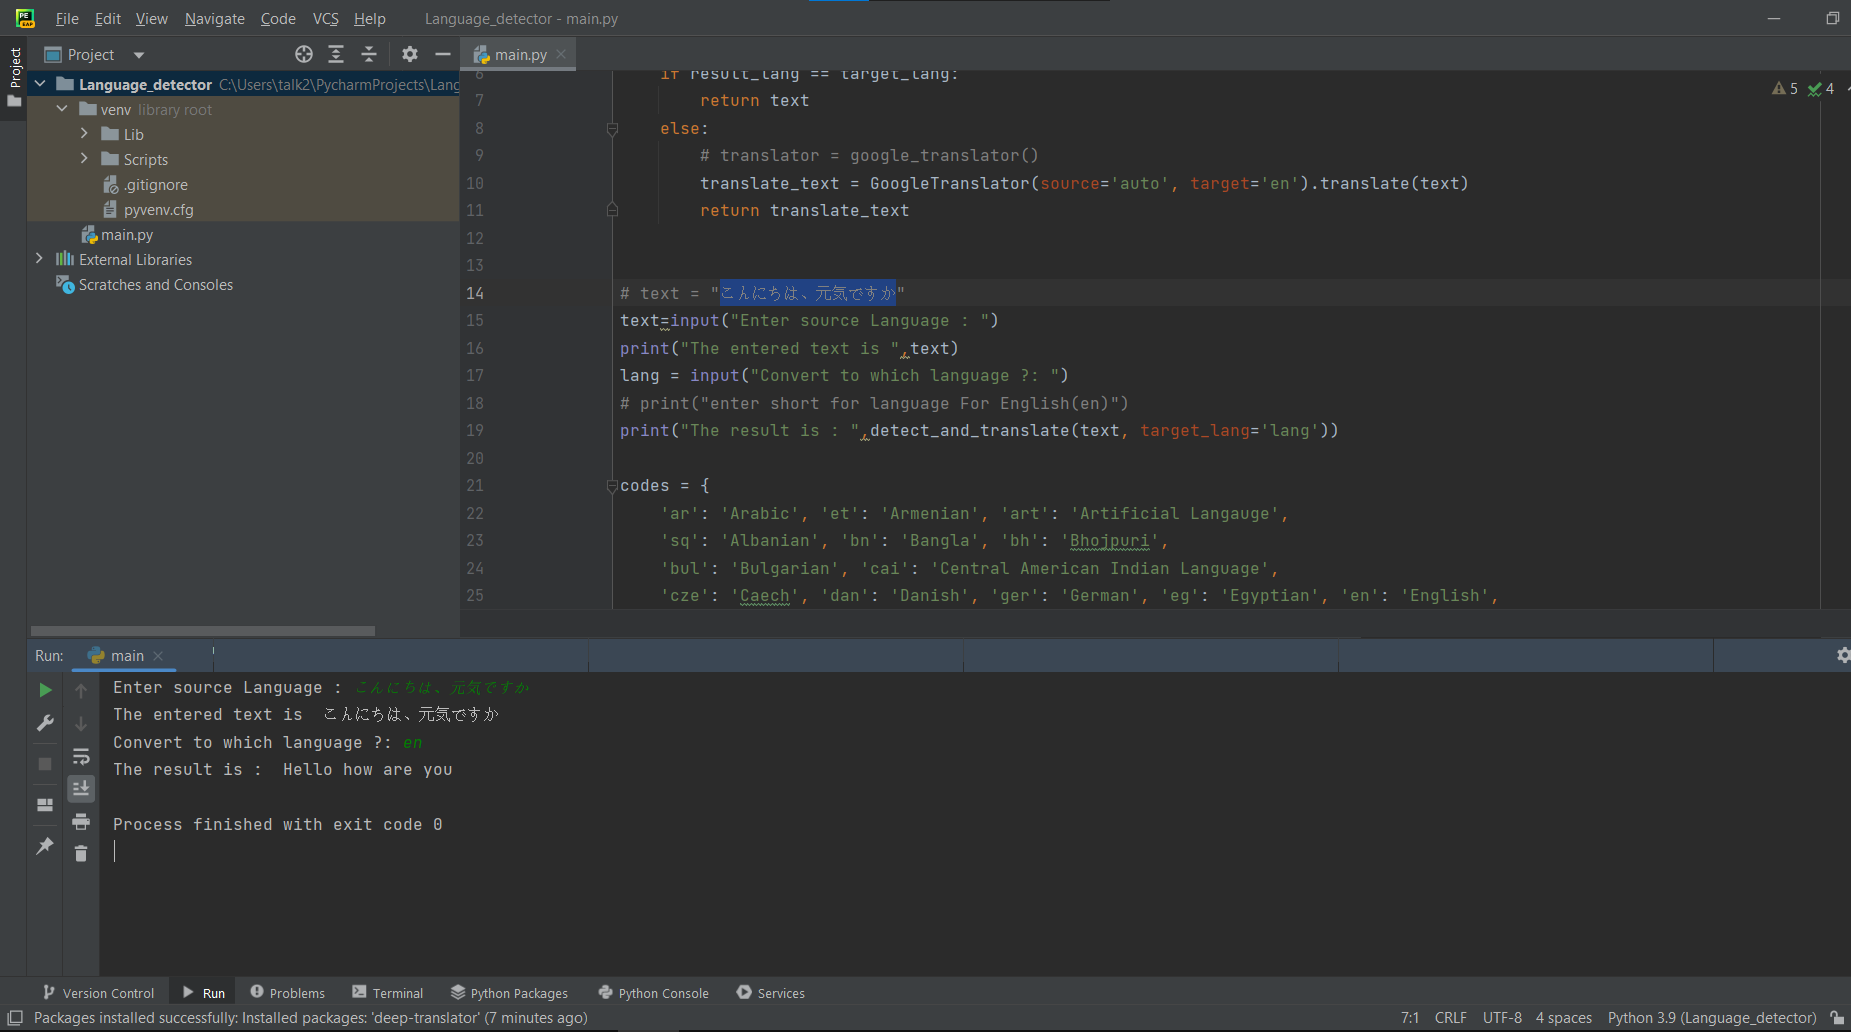 File Edit View Navigate Code VCS Help Language_detector - main.py
Project
Project
main.py
Language_detector C:\Users\talk2\PycharmProjects\Lang
venv library root
Lib
Scripts
.gitignore
pyvenv.cfg
main.py
External Libraries
Scratches and Consoles
5 4
6 if result_lang == target_lang:
7 return text
8 else:
9 # translator = google_translator()
10 translate_text = GoogleTranslator(source='auto', target='en').translate(text)
11 return translate_text
12
13
14 # text = "こんにちは、元気ですか"
15 text=input("Enter source Language : ")
16 print("The entered text is ",text)
17 lang = input("Convert to which language ?: ")
18 # print("enter short for language For English(en)")
19 print("The result is : ",detect_and_translate(text, target_lang='lang'))
20
21 codes = {
22 'ar': 'Arabic', 'et': 'Armenian', 'art': 'Artificial Langauge',
23 'sq': 'Albanian', 'bn': 'Bangla', 'bh': 'Bhojpuri',
24 'bul': 'Bulgarian', 'cai': 'Central American Indian Language',
25 'cze': 'Caech', 'dan': 'Danish', 'ger': 'German', 'eg': 'Egyptian', 'en': 'English',
Run: main
Enter source Language : こんにちは、元気ですか
The entered text is  こんにちは、元気ですか
Convert to which language ?: en
The result is :  Hello how are you
Process finished with exit code 0
Version Control Run Problems Terminal Python Packages Python Console Services
Packages installed successfully: Installed packages: 'deep-translator' (7 minutes ago) 7:1 CRLF UTF-8 4 spaces Python 3.9 (Language_detector)